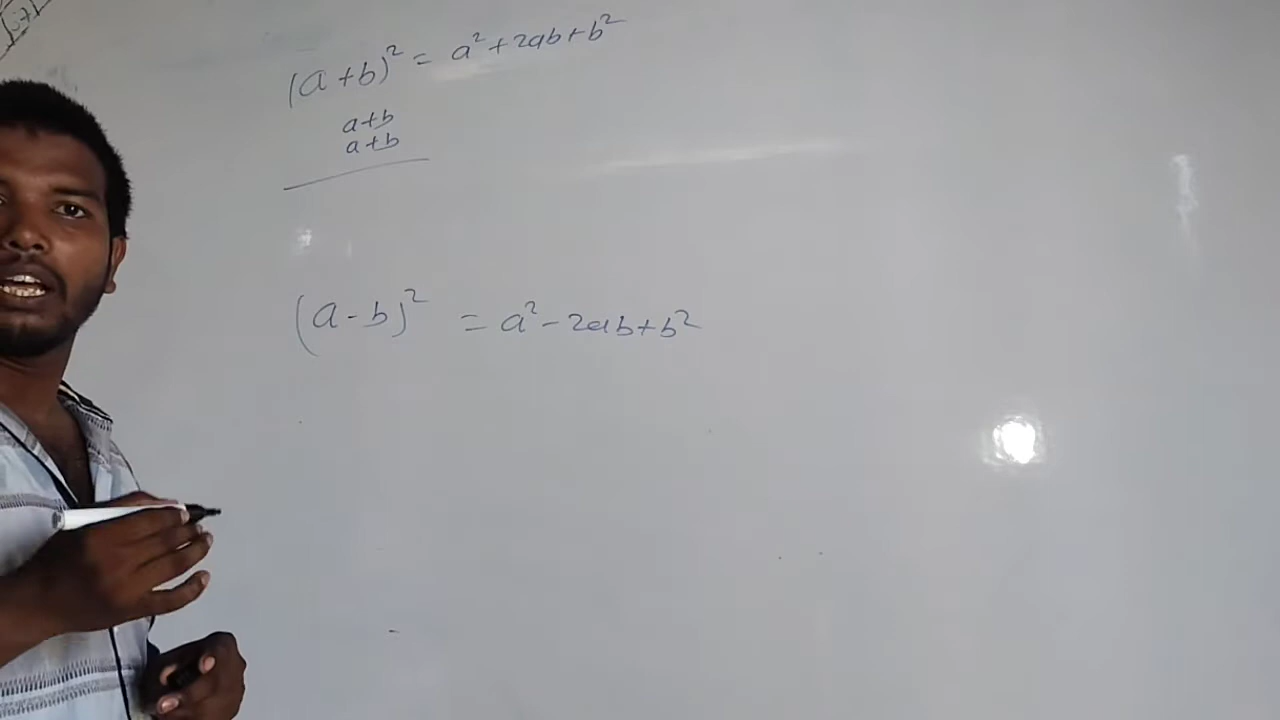 (a+b)² = a²+2ab+b²
a+b
a+b
(a-b)² = a²-2ab+b²